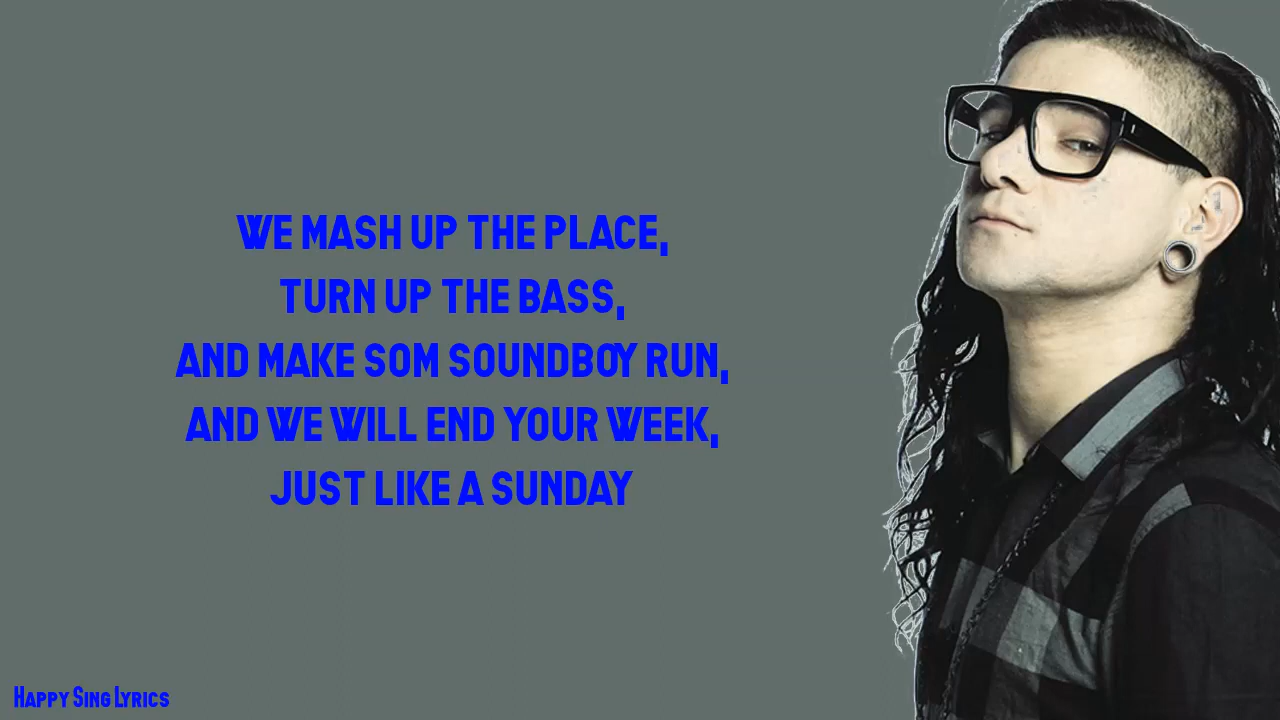 WE MASH UP THE PLACE,
TURN UP THE BASS,
AND MAKE SOM SOUNDBOY RUN,
AND WE WILL END YOUR WEEK,
JUST LIKE A SUNDAY
HAPPY SING LYRICS